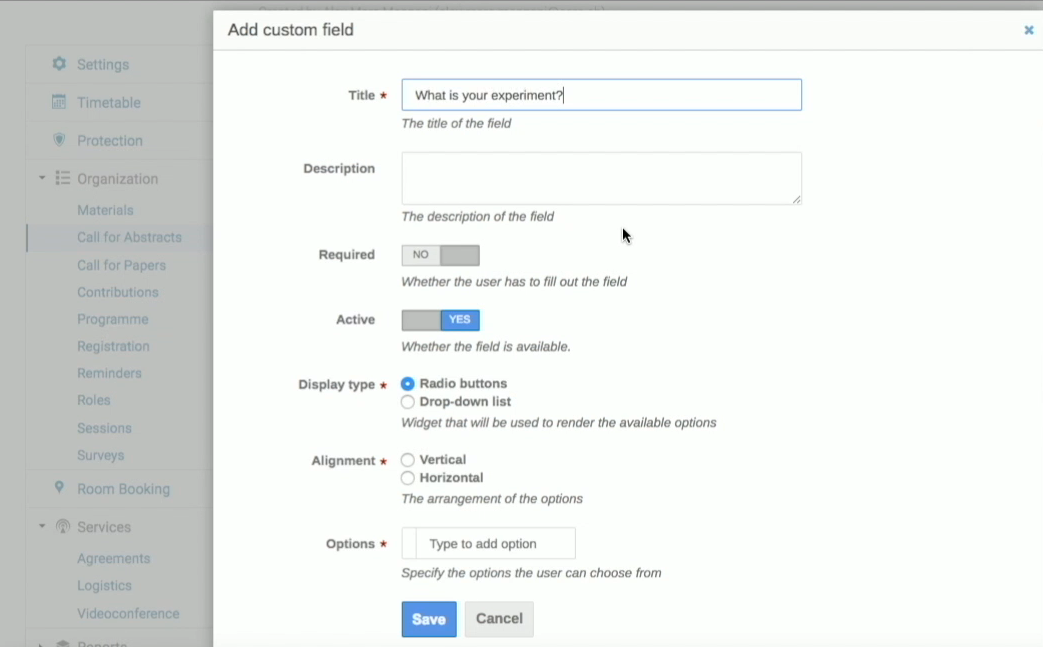 Add custom field
×
Settings
Timetable
Protection
Organization
Materials
Call for Abstracts
Call for Papers
Contributions
Programme
Registration
Reminders
Roles
Sessions
Surveys
Room Booking
Services
Agreements
Logistics
Videoconference
Reports
Title *
What is your experiment?
The title of the field
Description
The description of the field
Required
NO
Whether the user has to fill out the field
Active
YES
Whether the field is available.
Display type *
Radio buttons
Drop-down list
Widget that will be used to render the available options
Alignment *
Vertical
Horizontal
The arrangement of the options
Options *
Type to add option
Specify the options the user can choose from
Save
Cancel